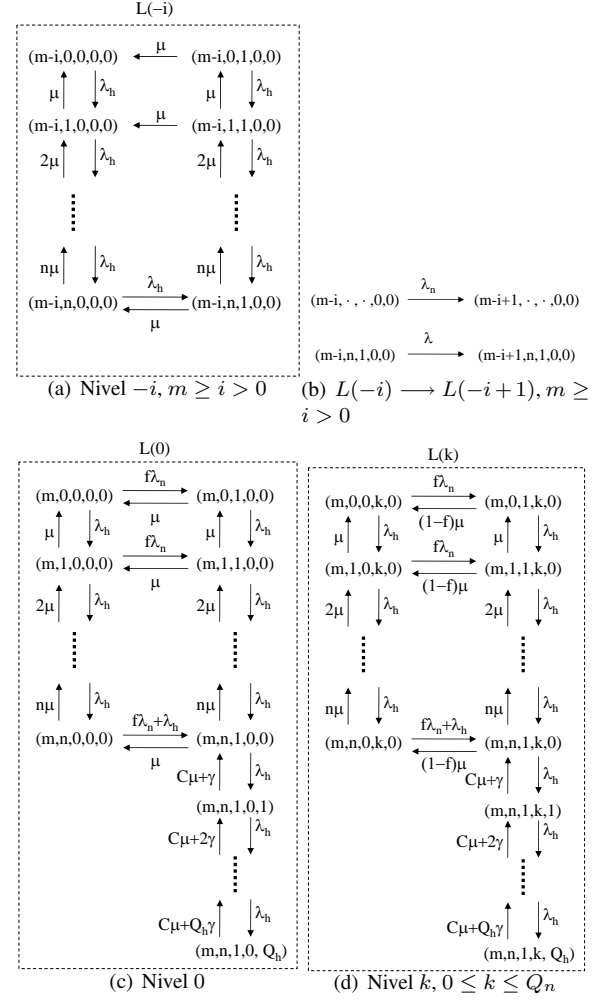 L(−i)
(m-i,0,0,0,0) μ (m-i,0,1,0,0)
μ λh μ λh
(m-i,1,0,0,0) μ (m-i,1,1,0,0)
2μ λh 2μ λh
nμ λh nμ λh
(m-i,n,0,0,0) λh μ (m-i,n,1,0,0)
(m-i, · , · ,0,0) λn (m-i+1, · , · ,0,0)
(m-i,n,1,0,0) λ (m-i+1,n,1,0,0)
(a) Nivel −i, m ≥ i > 0
(b) L(−i) ⟶ L(−i + 1), m ≥
i > 0
L(0)
(m,0,0,0,0) fλn μ (m,0,1,0,0)
μ λh μ λh
(m,1,0,0,0) fλn μ (m,1,1,0,0)
2μ λh 2μ λh
nμ λh nμ λh
(m,n,0,0,0) fλn+λh μ (m,n,1,0,0)
Cμ+γ λh
(m,n,1,0,1)
Cμ+2γ λh
Cμ+Qhγ λh
(m,n,1,0, Qh)
(c) Nivel 0
L(k)
(m,0,0,k,0) fλn (1−f)μ (m,0,1,k,0)
μ λh μ λh
(m,1,0,k,0) fλn (1−f)μ (m,1,1,k,0)
2μ λh 2μ λh
nμ λh nμ λh
(m,n,0,k,0) fλn+λh (1−f)μ (m,n,1,k,0)
Cμ+γ λh
(m,n,1,k,1)
Cμ+2γ λh
Cμ+Qhγ λh
(m,n,1,k, Qh)
(d) Nivel k, 0 ≤ k ≤ Qn